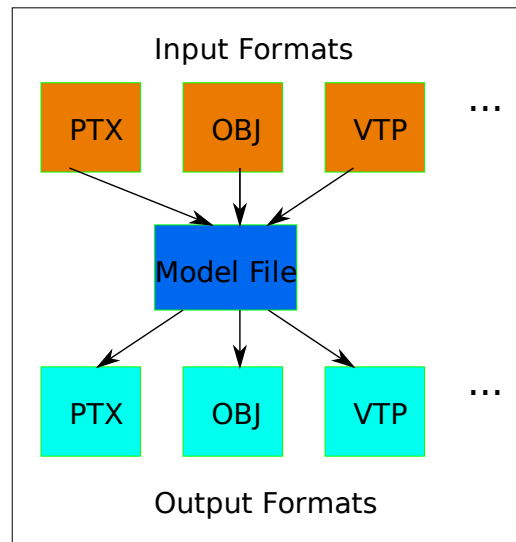 Input Formats
PTX OBJ VTP ...
Model File
PTX OBJ VTP ...
Output Formats